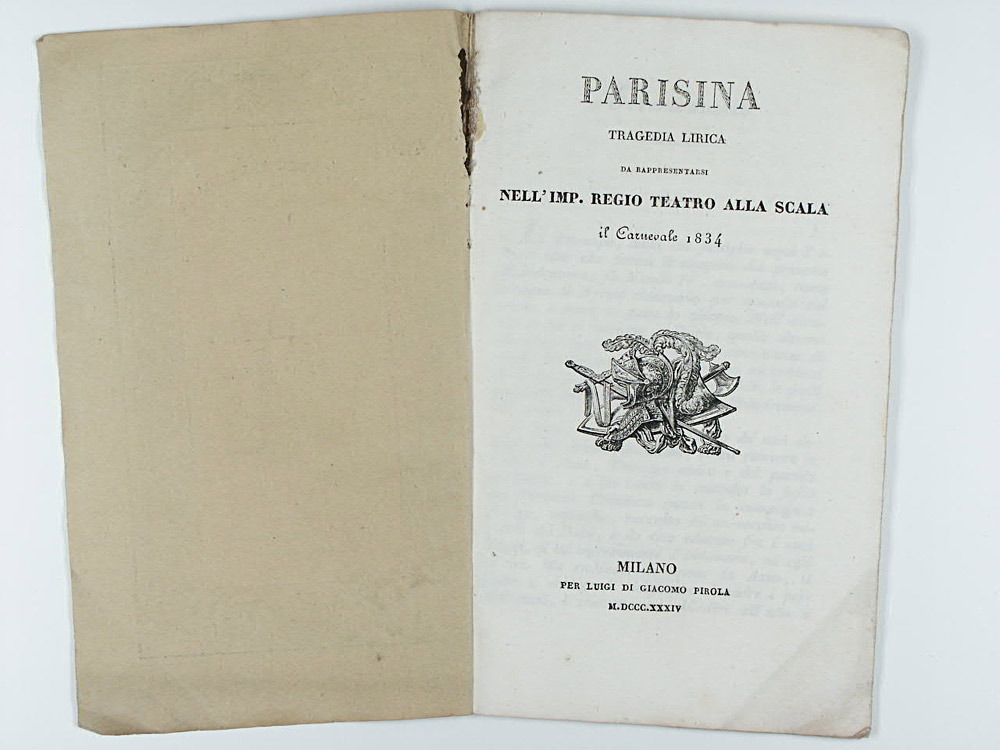 PARISINA
TRAGEDIA LIRICA
DA RAPPRESENTARSI
NELL' IMP. REGIO TEATRO ALLA SCALA
il Carnevale 1834
MILANO
PER LUIGI DI GIACOMO PIROLA
M.DCCC.XXXIV